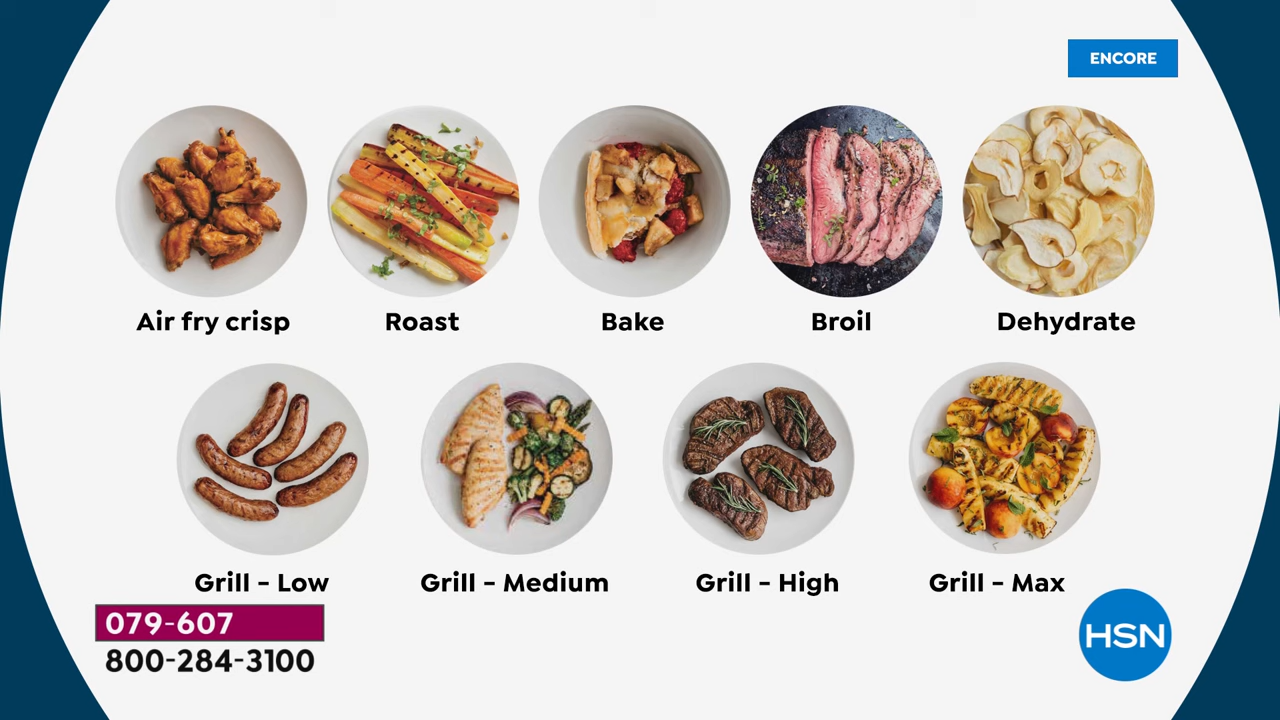 ENCORE
Air fry crisp
Roast
Bake
Broil
Dehydrate
Grill - Low
Grill - Medium
Grill - High
Grill - Max
079-607
800-284-3100
HSN